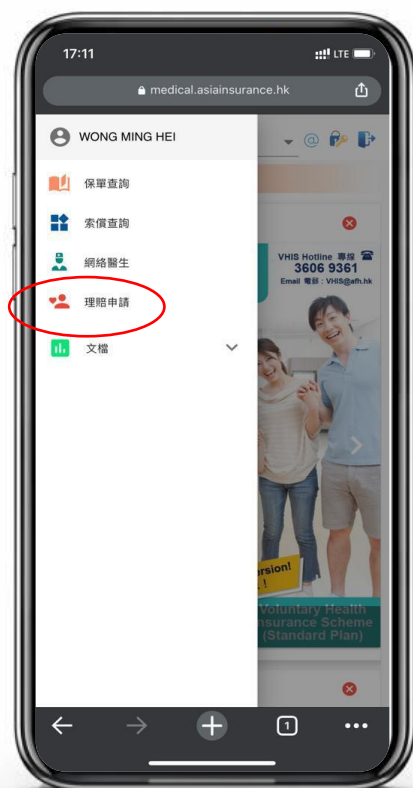 17:11
LTE
medical.asiainsurance.hk
WONG MING HEI
保單查詢
索償查詢
網絡醫生
理賠申請
文檔
VHIS Hotline 專線
3606 9361
Email 電郵 : VHIS@afh.hk
rsion!
!
Voluntary Health
nsurance Scheme
(Standard Plan)
1